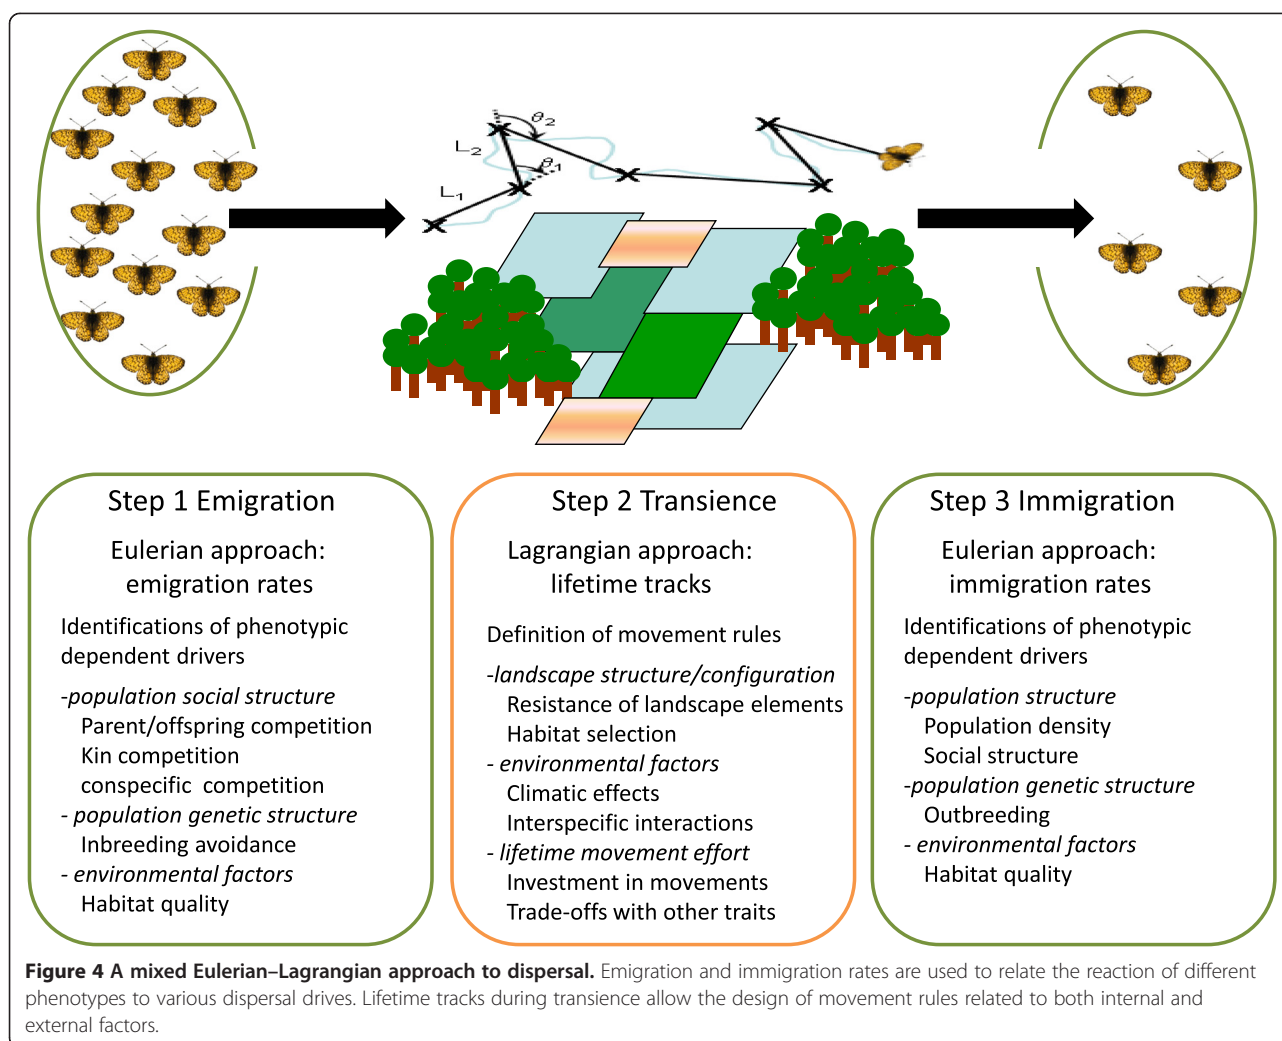 θ2
L2
θ1
L1
Step 1 Emigration
Eulerian approach:
emigration rates
Identifications of phenotypic
dependent drivers
-population social structure
Parent/offspring competition
Kin competition
conspecific competition
- population genetic structure
Inbreeding avoidance
- environmental factors
Habitat quality
Step 2 Transience
Lagrangian approach:
lifetime tracks
Definition of movement rules
-landscape structure/configuration
Resistance of landscape elements
Habitat selection
- environmental factors
Climatic effects
Interspecific interactions
- lifetime movement effort
Investment in movements
Trade-offs with other traits
Step 3 Immigration
Eulerian approach:
immigration rates
Identifications of phenotypic
dependent drivers
-population structure
Population density
Social structure
-population genetic structure
Outbreeding
- environmental factors
Habitat quality
Figure 4 A mixed Eulerian–Lagrangian approach to dispersal. Emigration and immigration rates are used to relate the reaction of different
phenotypes to various dispersal drives. Lifetime tracks during transience allow the design of movement rules related to both internal and
external factors.